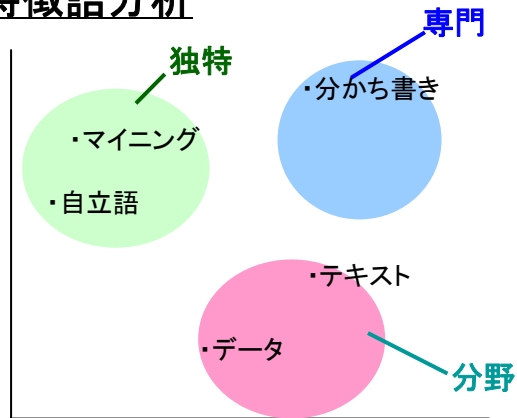 特徴語分析
専門
独特
・分かち書き
・マイニング
・自立語
・テキスト
・データ
分野